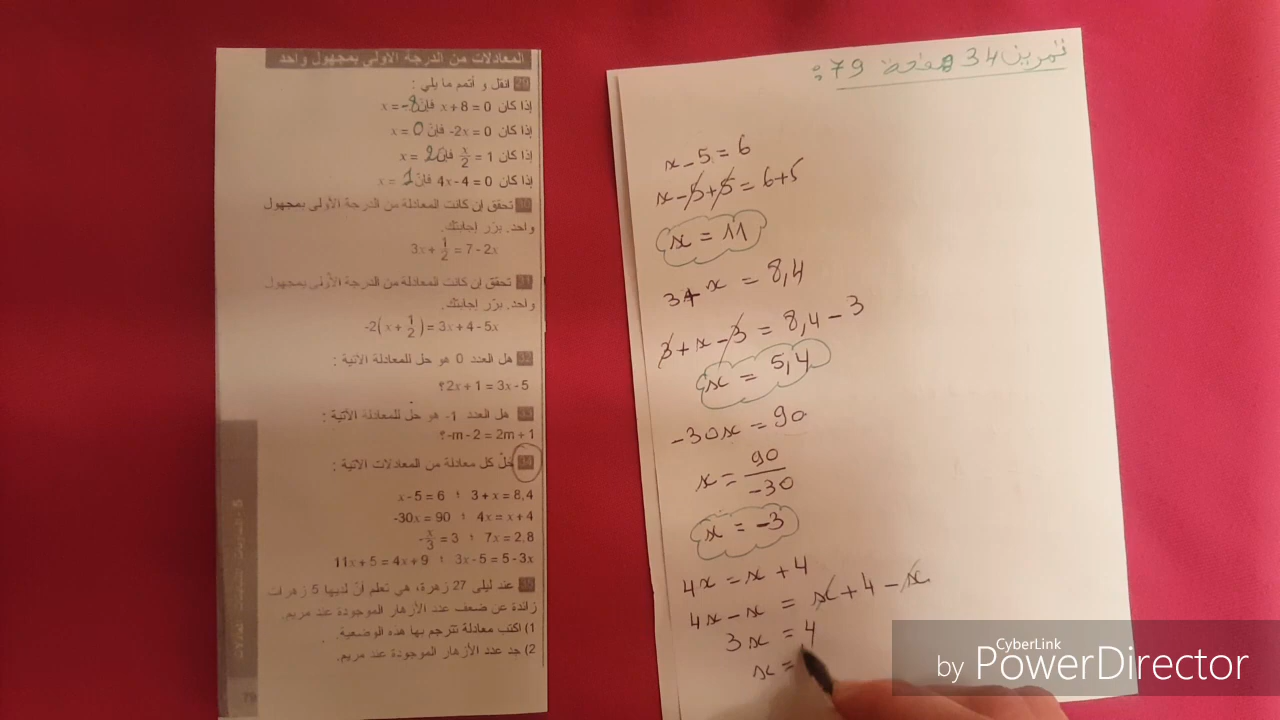 المعادلات من الدرجة الأولى بمجهول واحد
29 انقل و أتمم ما يلي :
إذا كان x + 8 = 0 فإن x = -8
إذا كان -2x = 0 فإن x = 0
إذا كان x/2 = 1 فإن x = 2
إذا كان 4x - 4 = 0 فإن x = 1
30 تحقق إن كانت المعادلة من الدرجة الأولى بمجهول
واحد. برّر إجابتك.
3x + 1/2 = 7 - 2x
31 تحقق إن كانت المعادلة من الدرجة الأولى بمجهول
واحد. برّر إجابتك.
-2(x + 1/2) = 3x + 4 - 5x
32 هل العدد 0 هو حل للمعادلة الآتية :
2x + 1 = 3x - 5؟
33 هل العدد -1 هو حلّ للمعادلة الآتية :
-m - 2 = 2m + 1؟
34 حلّ كل معادلة من المعادلات الآتية :
x - 5 = 6 ؛ 3 + x = 8,4
-30x = 90 ؛ 4x = x + 4
-x/3 = 3 ؛ 7x = 2,8
11x + 5 = 4x + 9 ؛ 3x - 5 = 5 - 3x
35 عند ليلى 27 زهرة، هي تعلم أنّ لديها 5 زهرات
زائدة عن ضعف عدد الأزهار الموجودة عند مريم.
1) اكتب معادلة تترجم بها هذه الوضعية.
2) جد عدد الأزهار الموجودة عند مريم.
79
تمرين 34 صفحة 79:
x - 5 = 6
x - 5 + 5 = 6 + 5
x = 11
3 + x = 8,4
3 + x - 3 = 8,4 - 3
x = 5,4
-30x = 90
x = 90/-30
x = -3
4x = x + 4
4x - x = x + 4 - x
3x = 4
x =
by CyberLink PowerDirector